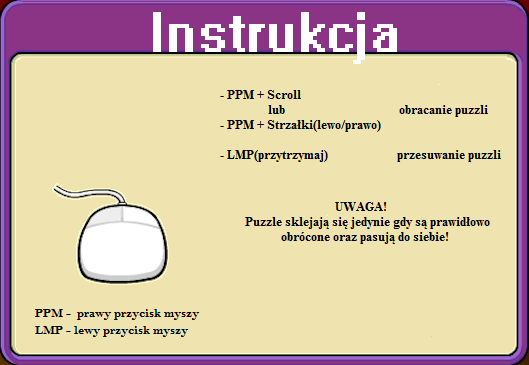 Instrukcja
- PPM + Scroll
lub obracanie puzzli
- PPM + Strzałki(lewo/prawo)
- LMP(przytrzymaj) przesuwanie puzzli
UWAGA!
Puzzle sklejają się jedynie gdy są prawidłowo
obrócone oraz pasują do siebie!
PPM – prawy przycisk myszy
LMP – lewy przycisk myszy